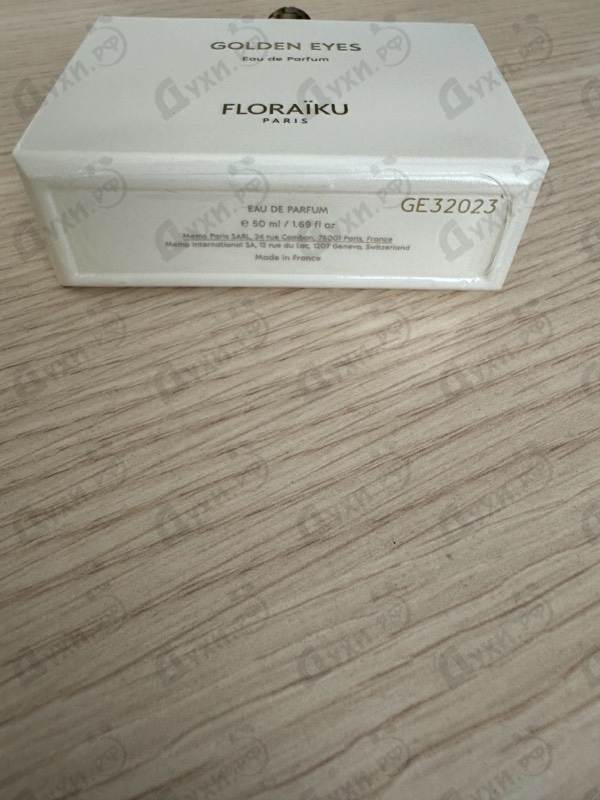 GOLDEN EYES
Eau de Parfum
FLORAÏKU
PARIS
EAU DE PARFUM
GE32023
℮ 50 ml / 1.69 fl oz
Memo Paris SARL, 24 rue Cambon, 75001 Paris, France
Memo International SA, 12 rue du Lac, 1207 Geneva, Switzerland
Made in France
Духи.рф